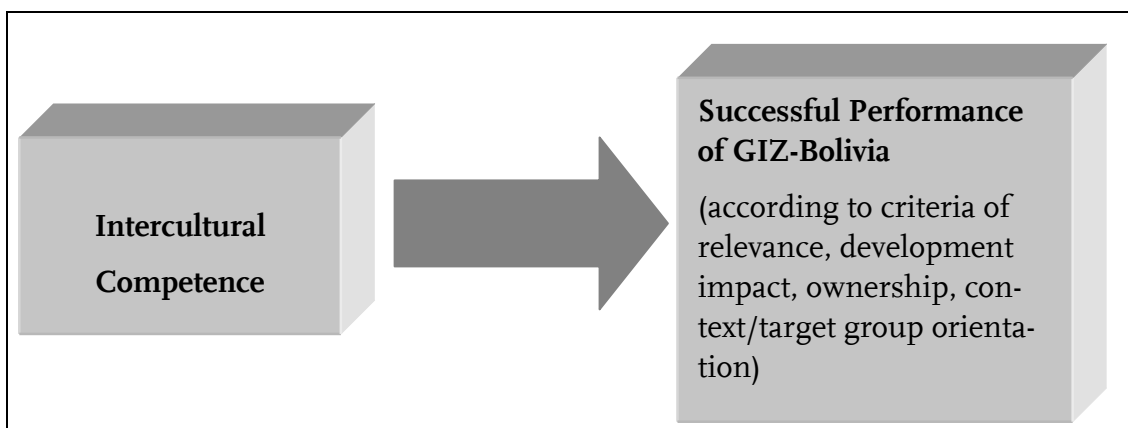 Intercultural
Competence
Successful Performance
of GIZ-Bolivia
(according to criteria of
relevance, development
impact, ownership, con-
text/target group orienta-
tion)